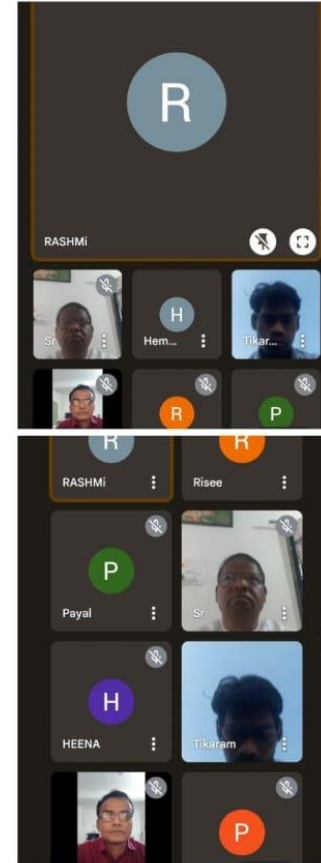 R
RASHMi
Sr
H
Hem...
Tikar...
R
P
R
RASHMi
R
Risee
P
Payal
Sr
H
HEENA
Tikaram
P